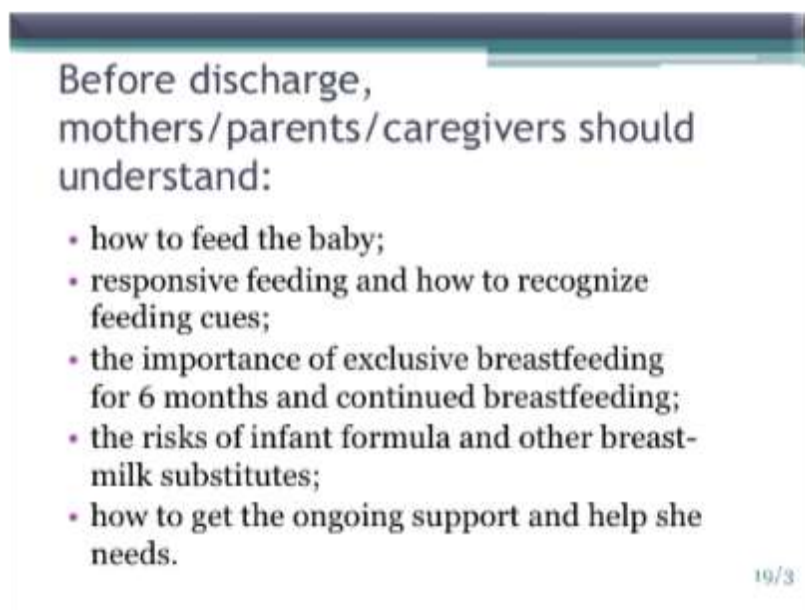 Before discharge,
mothers/parents/caregivers should
understand:
• how to feed the baby;
• responsive feeding and how to recognize
feeding cues;
• the importance of exclusive breastfeeding
for 6 months and continued breastfeeding;
• the risks of infant formula and other breast-
milk substitutes;
• how to get the ongoing support and help she
needs.
19/3